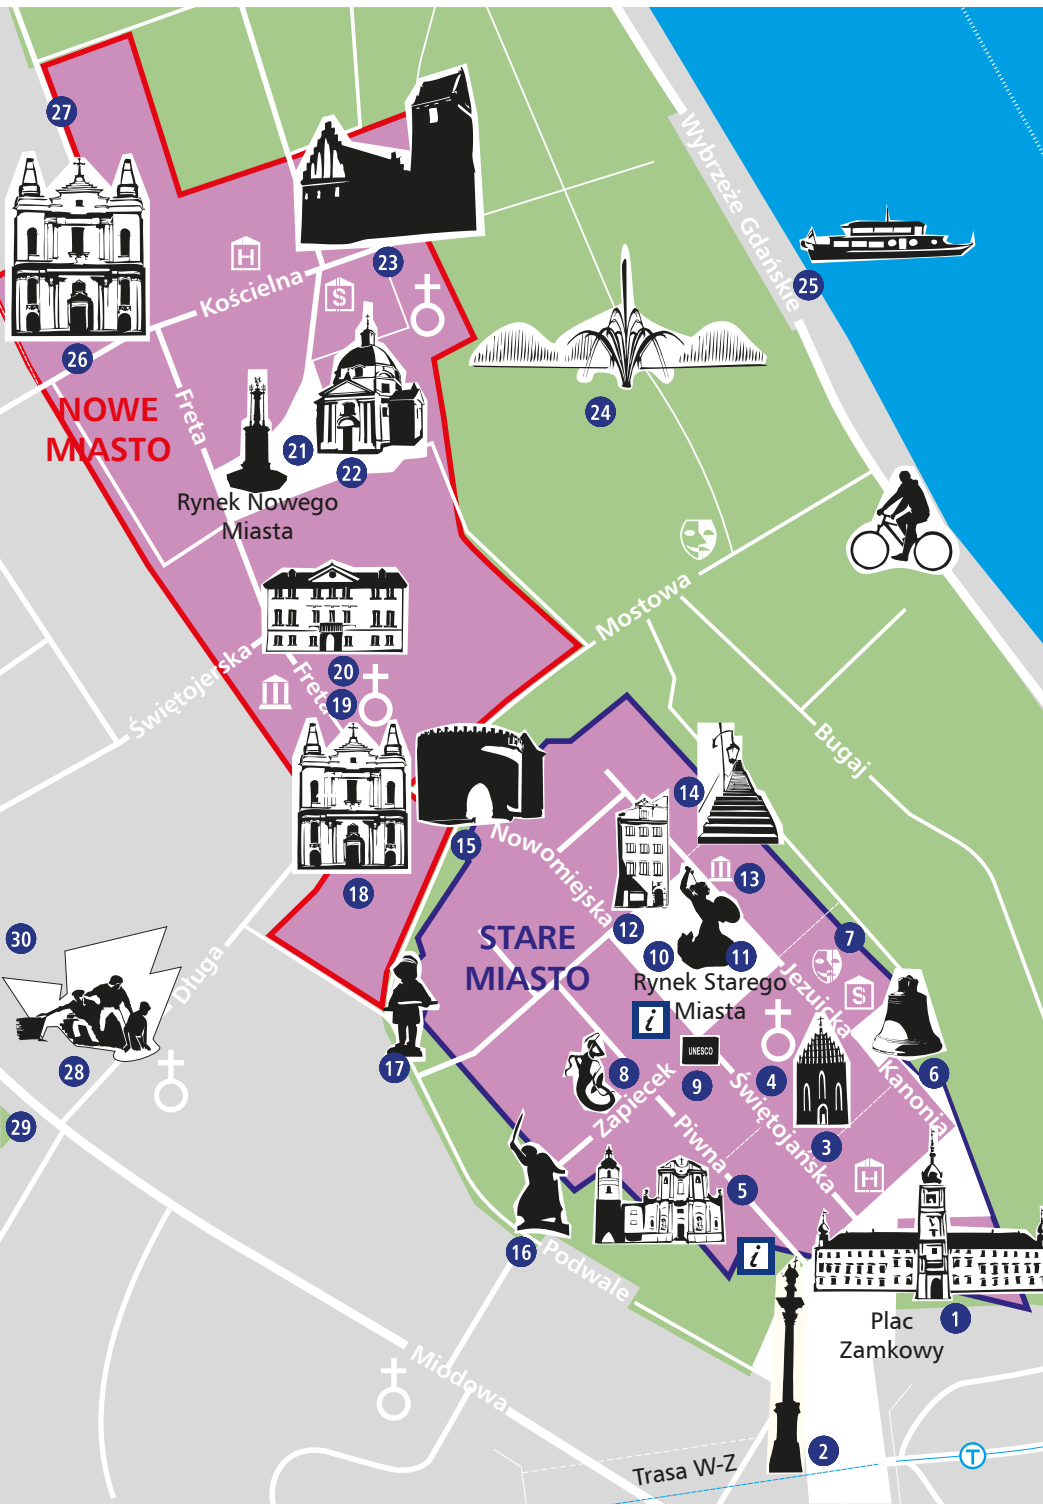 27
Wybrzeże Gdańskie
H
23
25
Kościelna
S
26
24
NOWE
MIASTO
Freta
21
22
Rynek Nowego
Miasta
Mostowa
20
Świętojerska
Freta
19
Bugaj
14
15
Nowomiejska
13
18
12
30
STARE
MIASTO
10
11
7
Rynek Starego
Miasta
Jezuicka
S
Długa
i
28
17
8
UNESCO
9
4
6
Zapiecek
Świętojańska
Kanonia
29
Piwna
3
H
5
16
i
Podwale
1
Plac
Zamkowy
Miodowa
2
Trasa W-Z
T